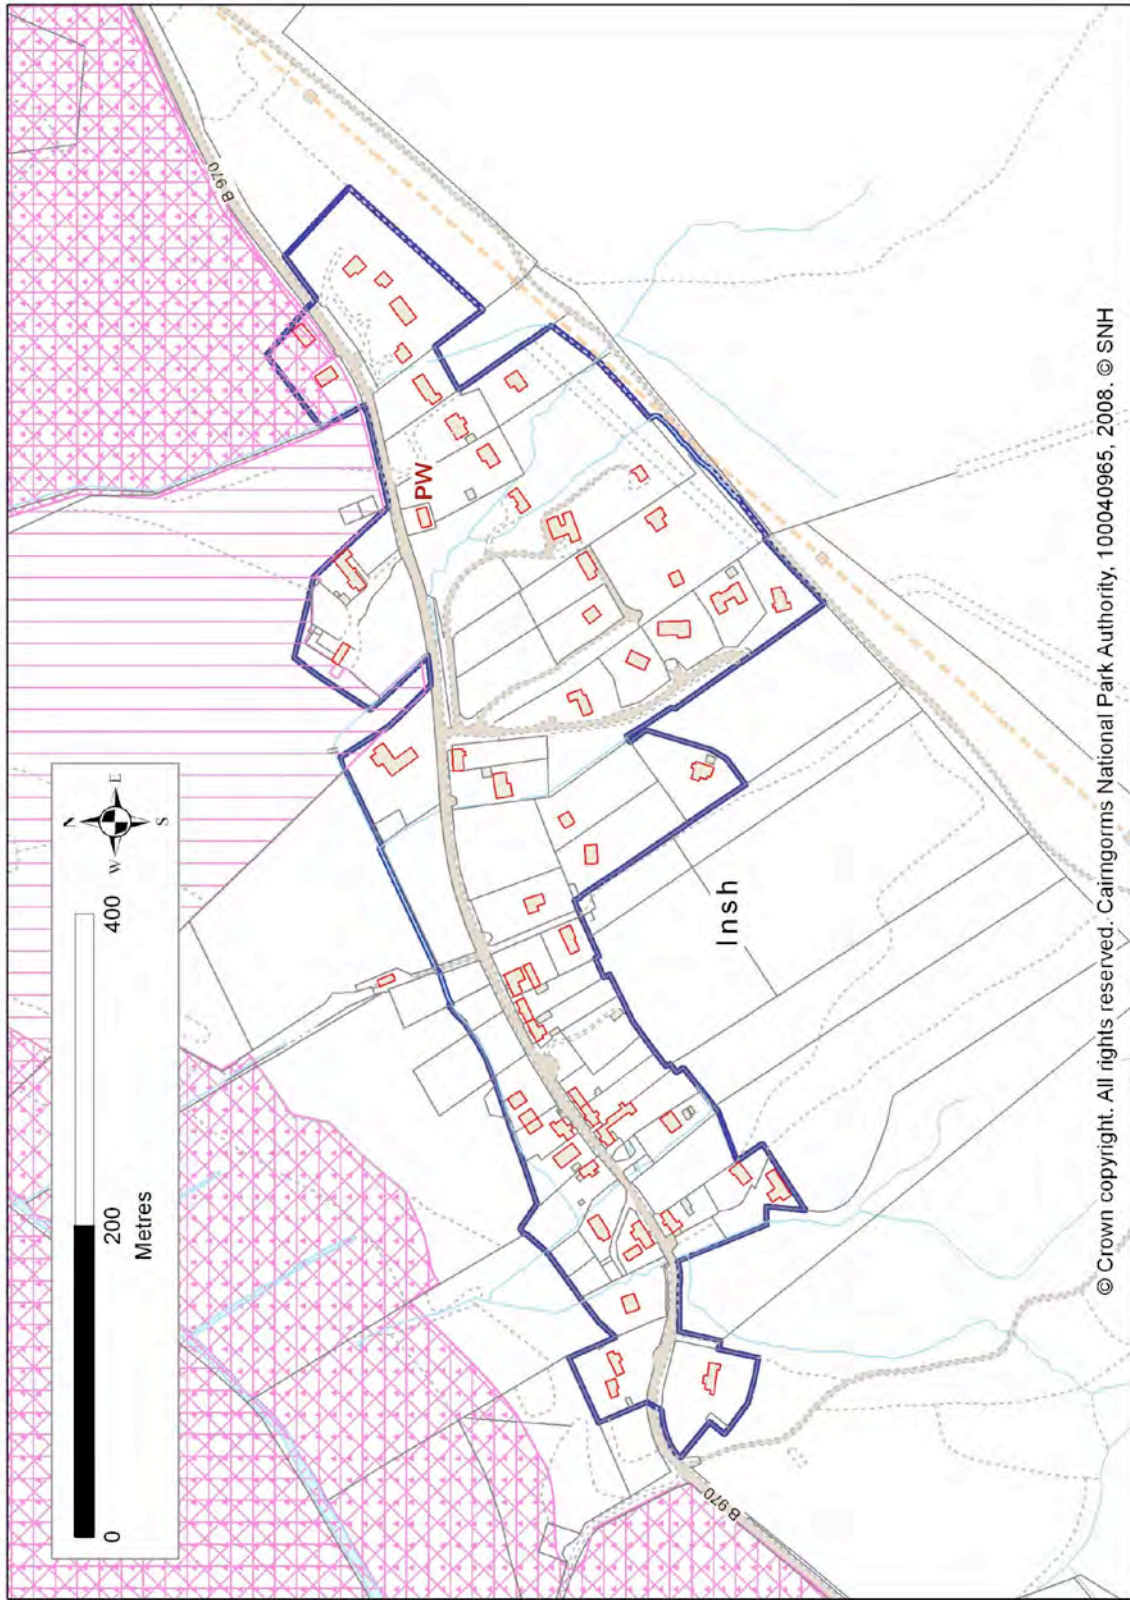 0 200 400
Metres
N
W E
S
B 970
PW
Insh
B 970
© Crown copyright. All rights reserved. Cairngorms National Park Authority, 100040965, 2008. © SNH